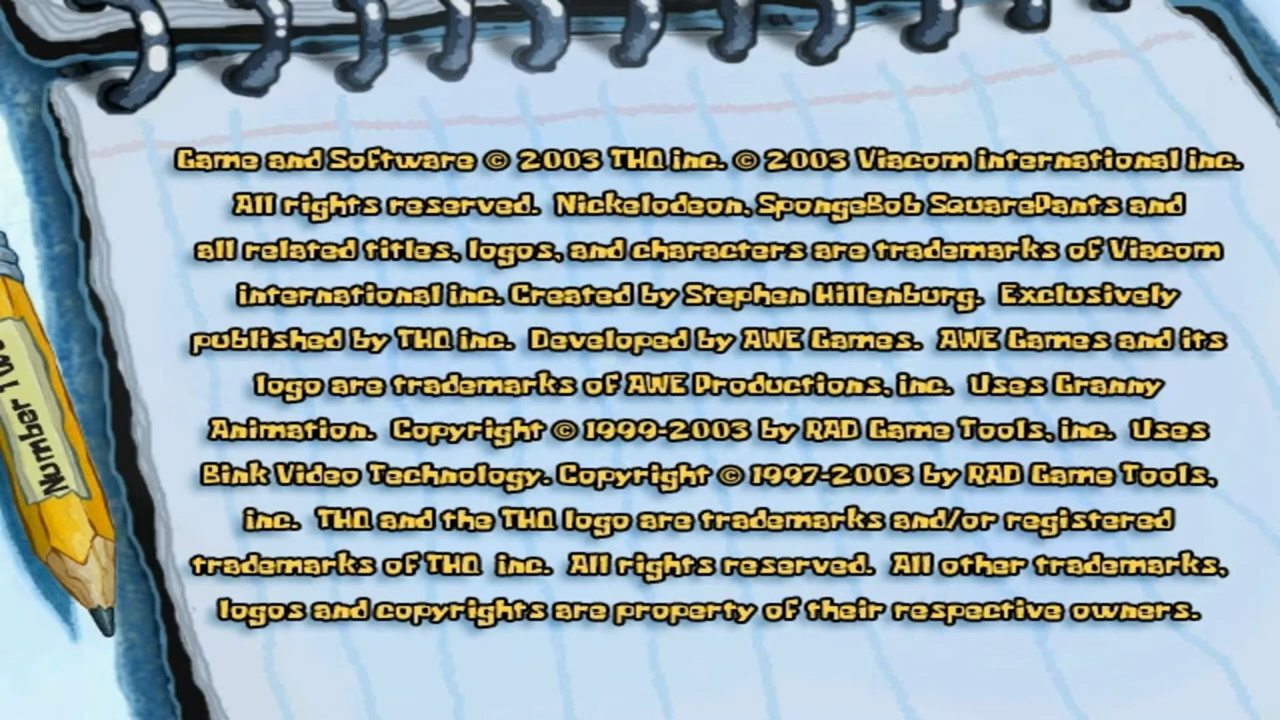 Game and Software © 2003 THQ inc. © 2003 Viacom international inc.
All rights reserved. Nickelodeon, SpongeBob SquarePants and
all related titles, logos, and characters are trademarks of Viacom
international inc. Created by Stephen Hillenburg. Exclusively
published by THQ inc. Developed by AWE Games. AWE Games and its
logo are trademarks of AWE Productions, inc. Uses Granny
Animation. Copyright © 1999-2003 by RAD Game Tools, inc. Uses
Bink Video Technology. Copyright © 1997-2003 by RAD Game Tools,
inc. THQ and the THQ logo are trademarks and/or registered
trademarks of THQ inc. All rights reserved. All other trademarks,
logos and copyrights are property of their respective owners.
Number Two